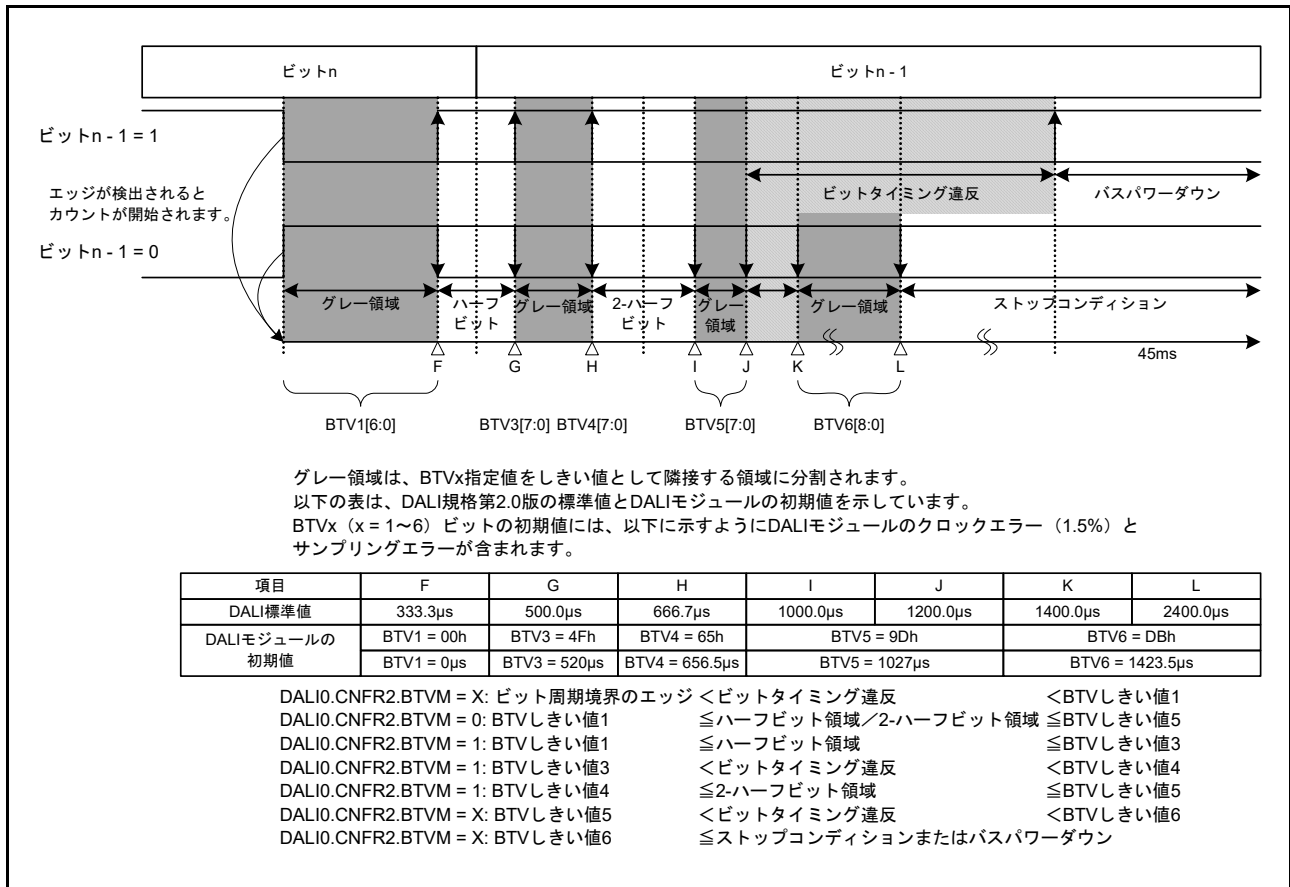 ビットn
ビットn - 1
ビットn - 1 = 1
エッジが検出されると
カウントが開始されます。
ビットタイミング違反
バスパワーダウン
ビットn - 1 = 0
グレー領域
ハーフ
ビット
グレー領域
2-ハーフ
ビット
グレー
領域
グレー領域
ストップコンディション
45ms
F
G
H
I
J
K
L
BTV1[6:0]
BTV3[7:0]
BTV4[7:0]
BTV5[7:0]
BTV6[8:0]
グレー領域は、BTVx指定値をしきい値として隣接する領域に分割されます。
以下の表は、DALI規格第2.0版の標準値とDALIモジュールの初期値を示しています。
BTVx（x = 1～6）ビットの初期値には、以下に示すようにDALIモジュールのクロックエラー（1.5%）と
サンプリングエラーが含まれます。
項目 F G H I J K L
DALI標準値 333.3µs 500.0µs 666.7µs 1000.0µs 1200.0µs 1400.0µs 2400.0µs
DALIモジュールの
初期値
BTV1 = 00h BTV3 = 4Fh BTV4 = 65h BTV5 = 9Dh BTV6 = DBh
BTV1 = 0µs BTV3 = 520µs BTV4 = 656.5µs BTV5 = 1027µs BTV6 = 1423.5µs
DALI0.CNFR2.BTVM = X: ビット周期境界のエッジ ＜ビットタイミング違反 ＜BTVしきい値1
DALI0.CNFR2.BTVM = 0: BTVしきい値1 ≦ハーフビット領域／2-ハーフビット領域 ≦BTVしきい値5
DALI0.CNFR2.BTVM = 1: BTVしきい値1 ≦ハーフビット領域 ≦BTVしきい値3
DALI0.CNFR2.BTVM = 1: BTVしきい値3 ＜ビットタイミング違反 ＜BTVしきい値4
DALI0.CNFR2.BTVM = 1: BTVしきい値4 ≦2-ハーフビット領域 ≦BTVしきい値5
DALI0.CNFR2.BTVM = X: BTVしきい値5 ＜ビットタイミング違反 ＜BTVしきい値6
DALI0.CNFR2.BTVM = X: BTVしきい値6 ≦ストップコンディションまたはバスパワーダウン